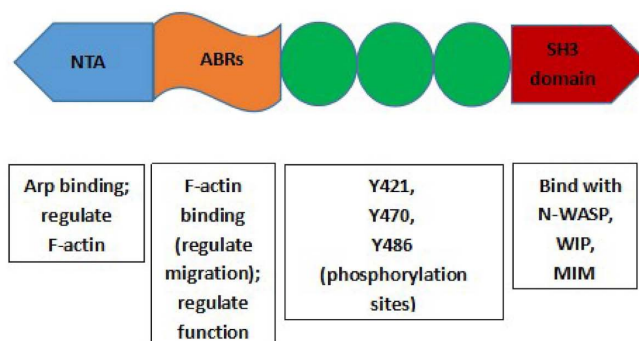 NTA
ABRs
SH3
domain
Arp binding;
regulate
F-actin
F-actin
binding
(regulate
migration);
regulate
function
Y421,
Y470,
Y486
(phosphorylation
sites)
Bind with
N-WASP,
WIP,
MIM